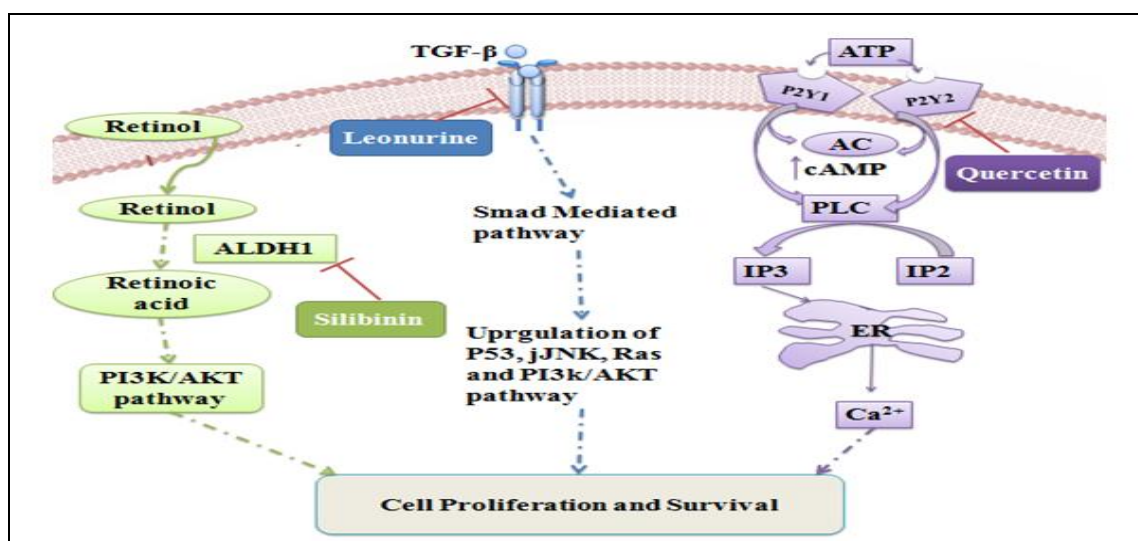 TGF-β
ATP
P2Y1
P2Y2
Retinol
Leonurine
AC
↑cAMP
Quercetin
Retinol
Smad Mediated
pathway
PLC
ALDH1
IP3
IP2
Retinoic
acid
Silibinin
Uprgulation of
P53, jJNK, Ras
and PI3k/AKT
pathway
ER
PI3K/AKT
pathway
Ca²⁺
Cell Proliferation and Survival